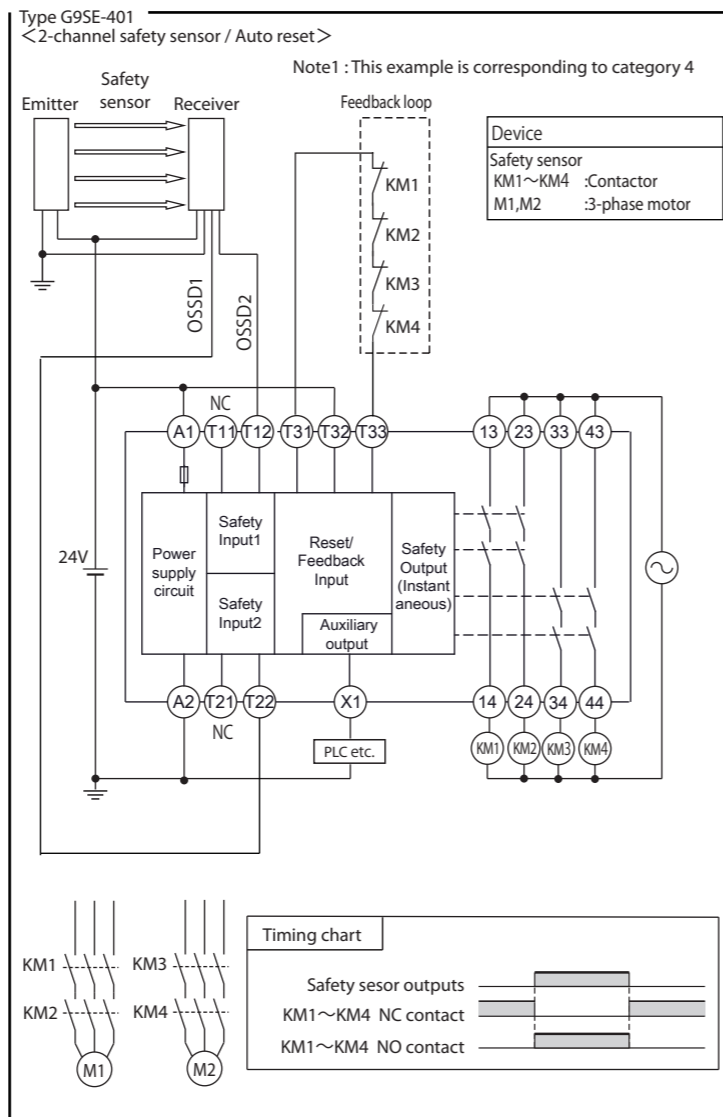 Type G9SE-401
＜2-channel safety sensor / Auto reset＞
Note1 : This example is corresponding to category 4
Safety
sensor
Emitter
Receiver
Feedback loop
KM1
KM2
KM3
KM4
Device
Safety sensor
KM1～KM4 :Contactor
M1,M2 :3-phase motor
OSSD1
OSSD2
NC
A1
T11
T12
T31
T32
T33
13
23
33
43
24V
Power
supply
circuit
Safety
Input1
Safety
Input2
Reset/
Feedback
Input
Auxiliary
output
Safety
Output
(Instant
aneous)
A2
T21
T22
X1
14
24
34
44
NC
PLC etc.
KM1
KM2
KM3
KM4
KM1
KM2
M1
KM3
KM4
M2
Timing chart
Safety sesor outputs
KM1～KM4 NC contact
KM1～KM4 NO contact